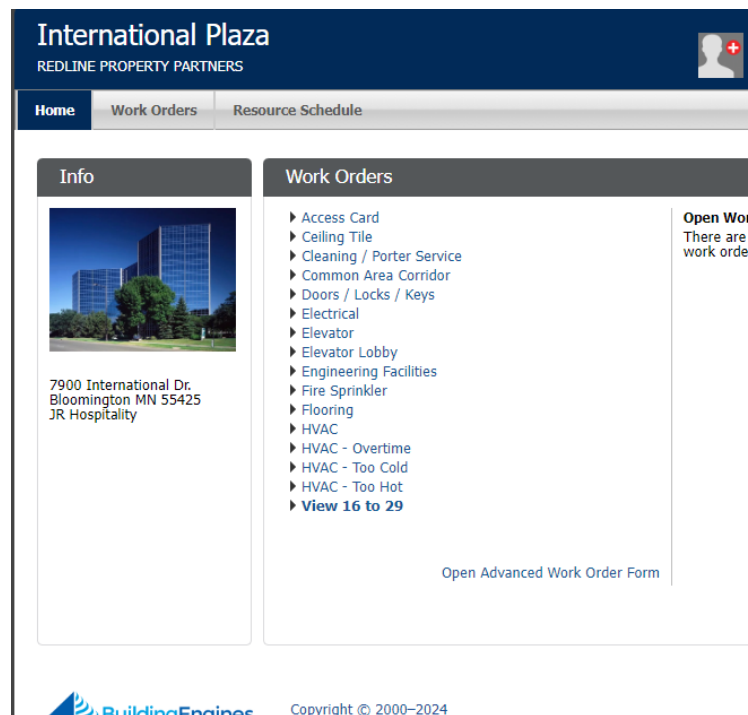 International Plaza
REDLINE PROPERTY PARTNERS
Home
Work Orders
Resource Schedule
Info
7900 International Dr.
Bloomington MN 55425
JR Hospitality
Work Orders
Access Card
Ceiling Tile
Cleaning / Porter Service
Common Area Corridor
Doors / Locks / Keys
Electrical
Elevator
Elevator Lobby
Engineering Facilities
Fire Sprinkler
Flooring
HVAC
HVAC - Overtime
HVAC - Too Cold
HVAC - Too Hot
View 16 to 29
Open Advanced Work Order Form
Open
There are
work
BuildingEngines
Copyright © 2000–2024